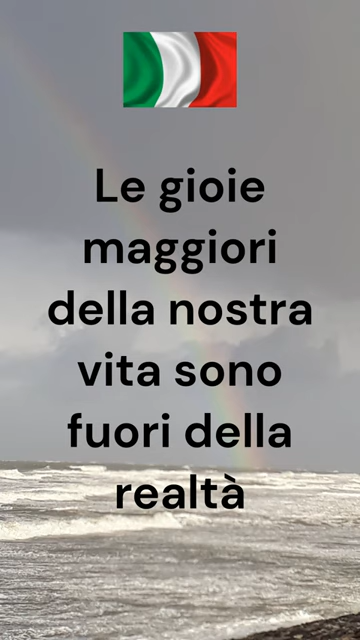 Le gioie
maggiori
della nostra
vita sono
fuori della
realtà